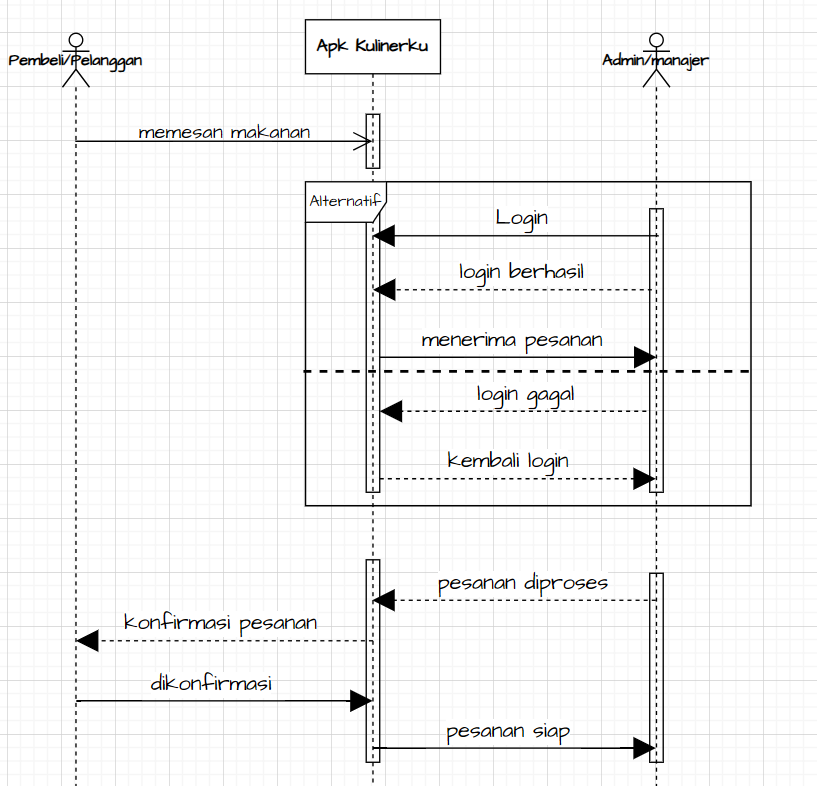 Pembeli/Pelanggan
Apk Kulinerku
Admin/manajer
memesan makanan
Alternatif
Login
login berhasil
menerima pesanan
login gagal
kembali login
pesanan diproses
konfirmasi pesanan
dikonfirmasi
pesanan siap